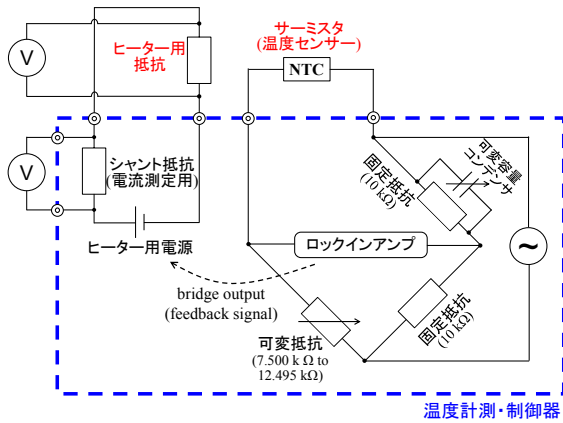 サーミスタ
(温度センサー)
NTC
ヒーター用
抵抗
V
V
シャント抵抗
(電流測定用)
ヒーター用電源
可変容量
コンデンサ
固定抵抗
(10 kΩ)
ロックインアンプ
~
bridge output
(feedback signal)
可変抵抗
(7.500 k Ω to
12.495 kΩ)
固定抵抗
(10 kΩ)
温度計測・制御器